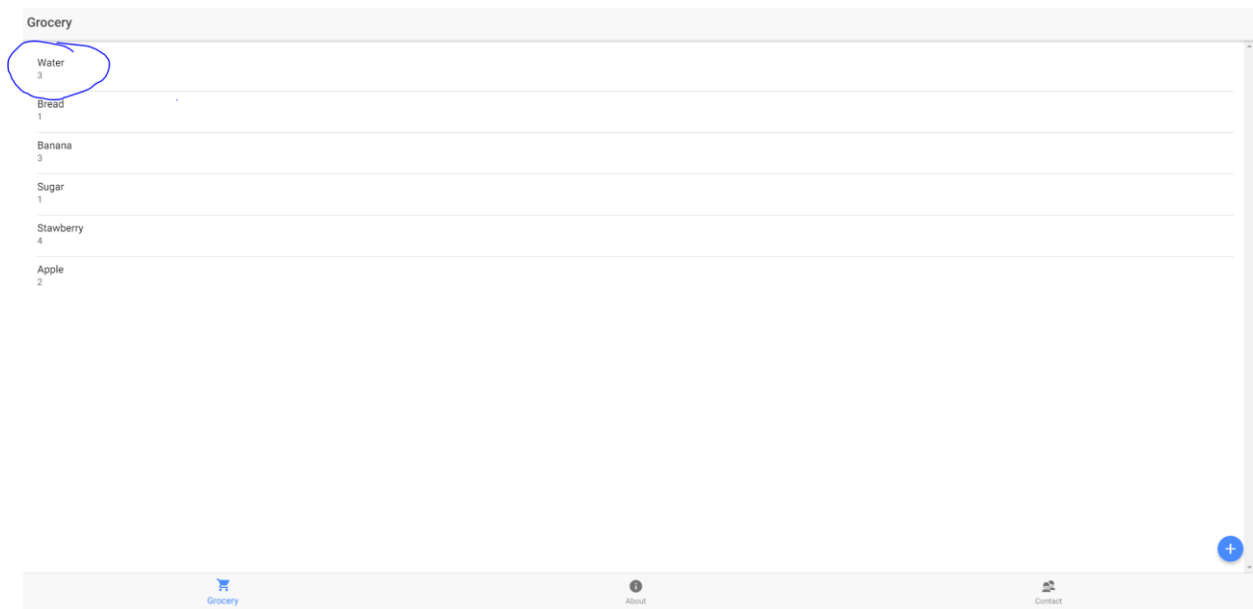 Grocery
Water
3
Bread
1
Banana
3
Sugar
1
Stawberry
4
Apple
2
Grocery
About
Contact